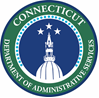 CONNECTICUT
DEPARTMENT OF ADMINISTRATIVE SERVICES